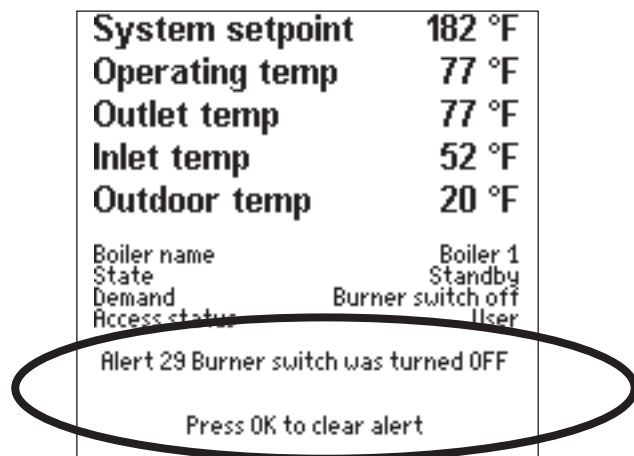 System setpoint 182 °F
Operating temp 77 °F
Outlet temp 77 °F
Inlet temp 52 °F
Outdoor temp 20 °F
Boiler name Boiler 1
State Standby
Demand Burner switch off
Access status User
Alert 29 Burner switch was turned OFF
Press OK to clear alert